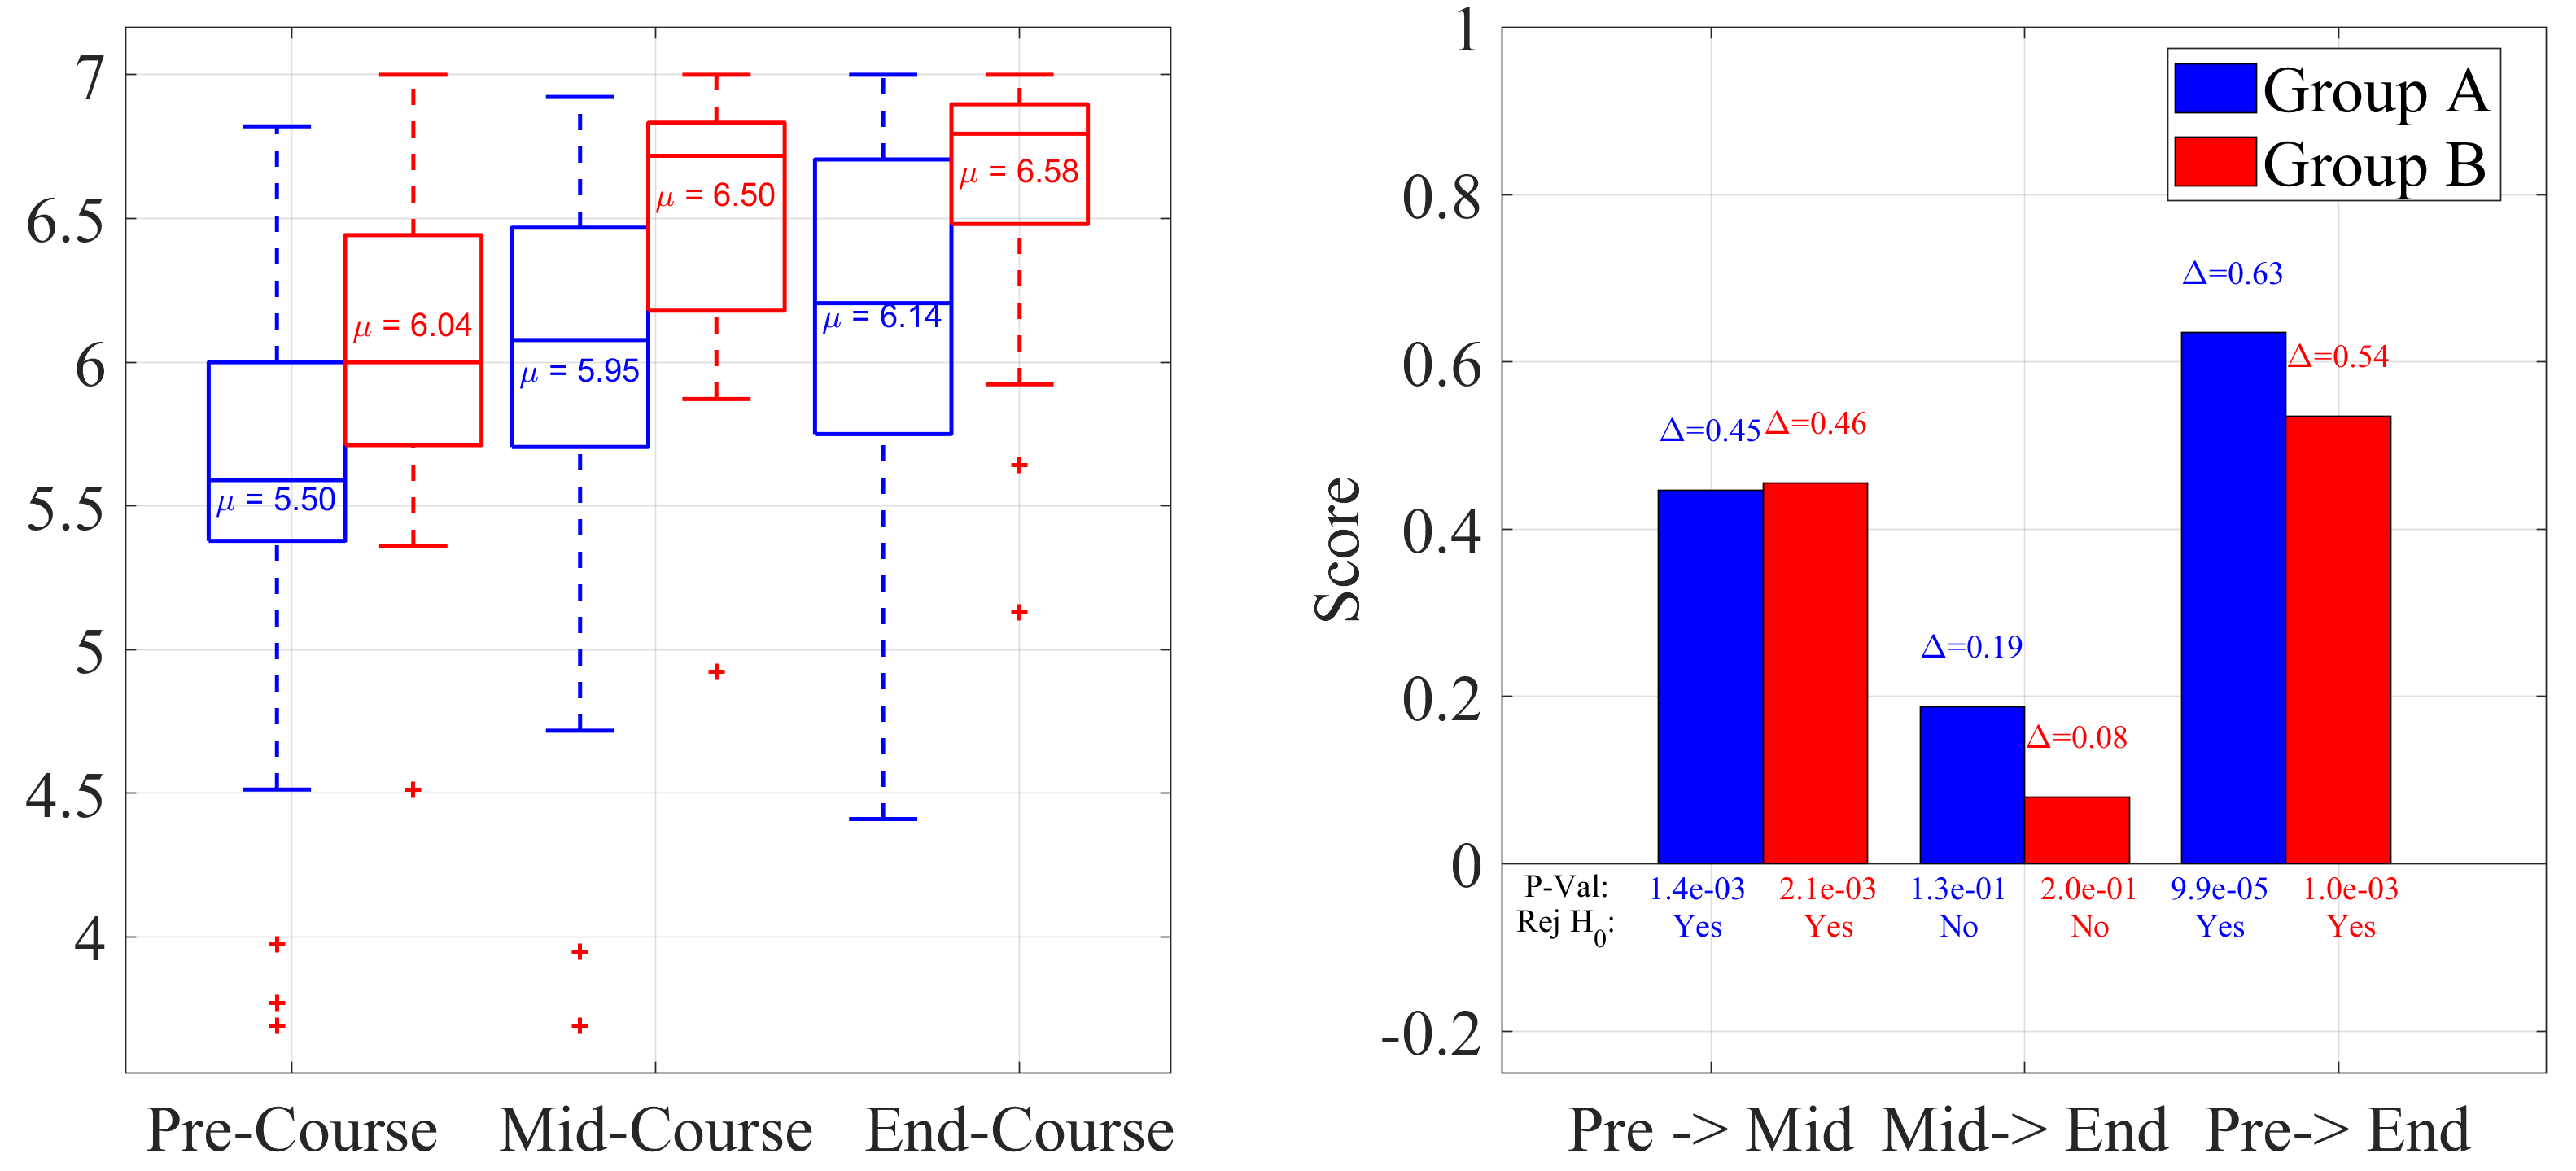 7
6.5
6
5.5
5
4.5
4
μ = 5.50
μ = 6.04
μ = 5.95
μ = 6.50
μ = 6.14
μ = 6.58
Pre-Course Mid-Course End-Course
Score
1
0.8
0.6
0.4
0.2
0
-0.2
Group A
Group B
Δ=0.45 Δ=0.46
Δ=0.19
Δ=0.08
Δ=0.63
Δ=0.54
P-Val: 1.4e-03 2.1e-03 1.3e-01 2.0e-01 9.9e-05 1.0e-03
Rej H0: Yes Yes No No Yes Yes
Pre -> Mid Mid-> End Pre-> End